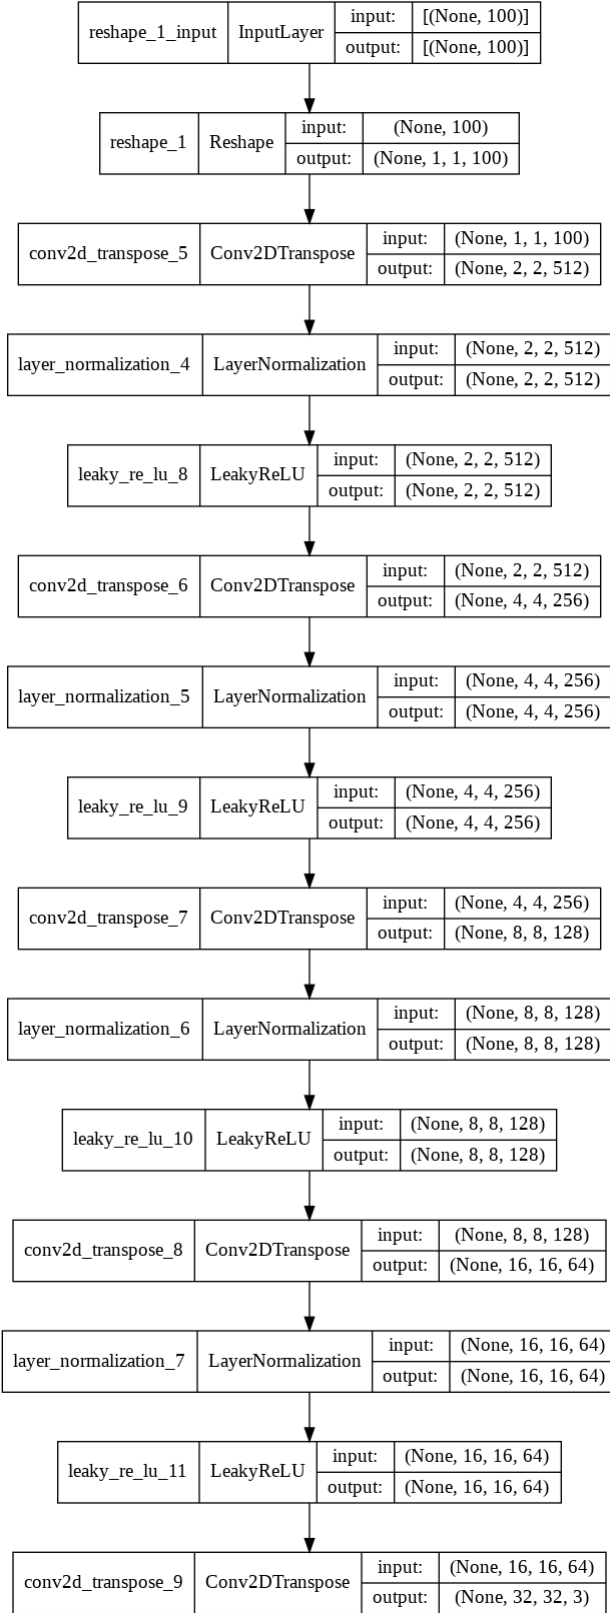 reshape_1_input InputLayer input: [(None, 100)]
output: [(None, 100)]
reshape_1 Reshape input: (None, 100)
output: (None, 1, 1, 100)
conv2d_transpose_5 Conv2DTranspose input: (None, 1, 1, 100)
output: (None, 2, 2, 512)
layer_normalization_4 LayerNormalization input: (None, 2, 2, 512)
output: (None, 2, 2, 512)
leaky_re_lu_8 LeakyReLU input: (None, 2, 2, 512)
output: (None, 2, 2, 512)
conv2d_transpose_6 Conv2DTranspose input: (None, 2, 2, 512)
output: (None, 4, 4, 256)
layer_normalization_5 LayerNormalization input: (None, 4, 4, 256)
output: (None, 4, 4, 256)
leaky_re_lu_9 LeakyReLU input: (None, 4, 4, 256)
output: (None, 4, 4, 256)
conv2d_transpose_7 Conv2DTranspose input: (None, 4, 4, 256)
output: (None, 8, 8, 128)
layer_normalization_6 LayerNormalization input: (None, 8, 8, 128)
output: (None, 8, 8, 128)
leaky_re_lu_10 LeakyReLU input: (None, 8, 8, 128)
output: (None, 8, 8, 128)
conv2d_transpose_8 Conv2DTranspose input: (None, 8, 8, 128)
output: (None, 16, 16, 64)
layer_normalization_7 LayerNormalization input: (None, 16, 16, 64)
output: (None, 16, 16, 64)
leaky_re_lu_11 LeakyReLU input: (None, 16, 16, 64)
output: (None, 16, 16, 64)
conv2d_transpose_9 Conv2DTranspose input: (None, 16, 16, 64)
output: (None, 32, 32, 3)